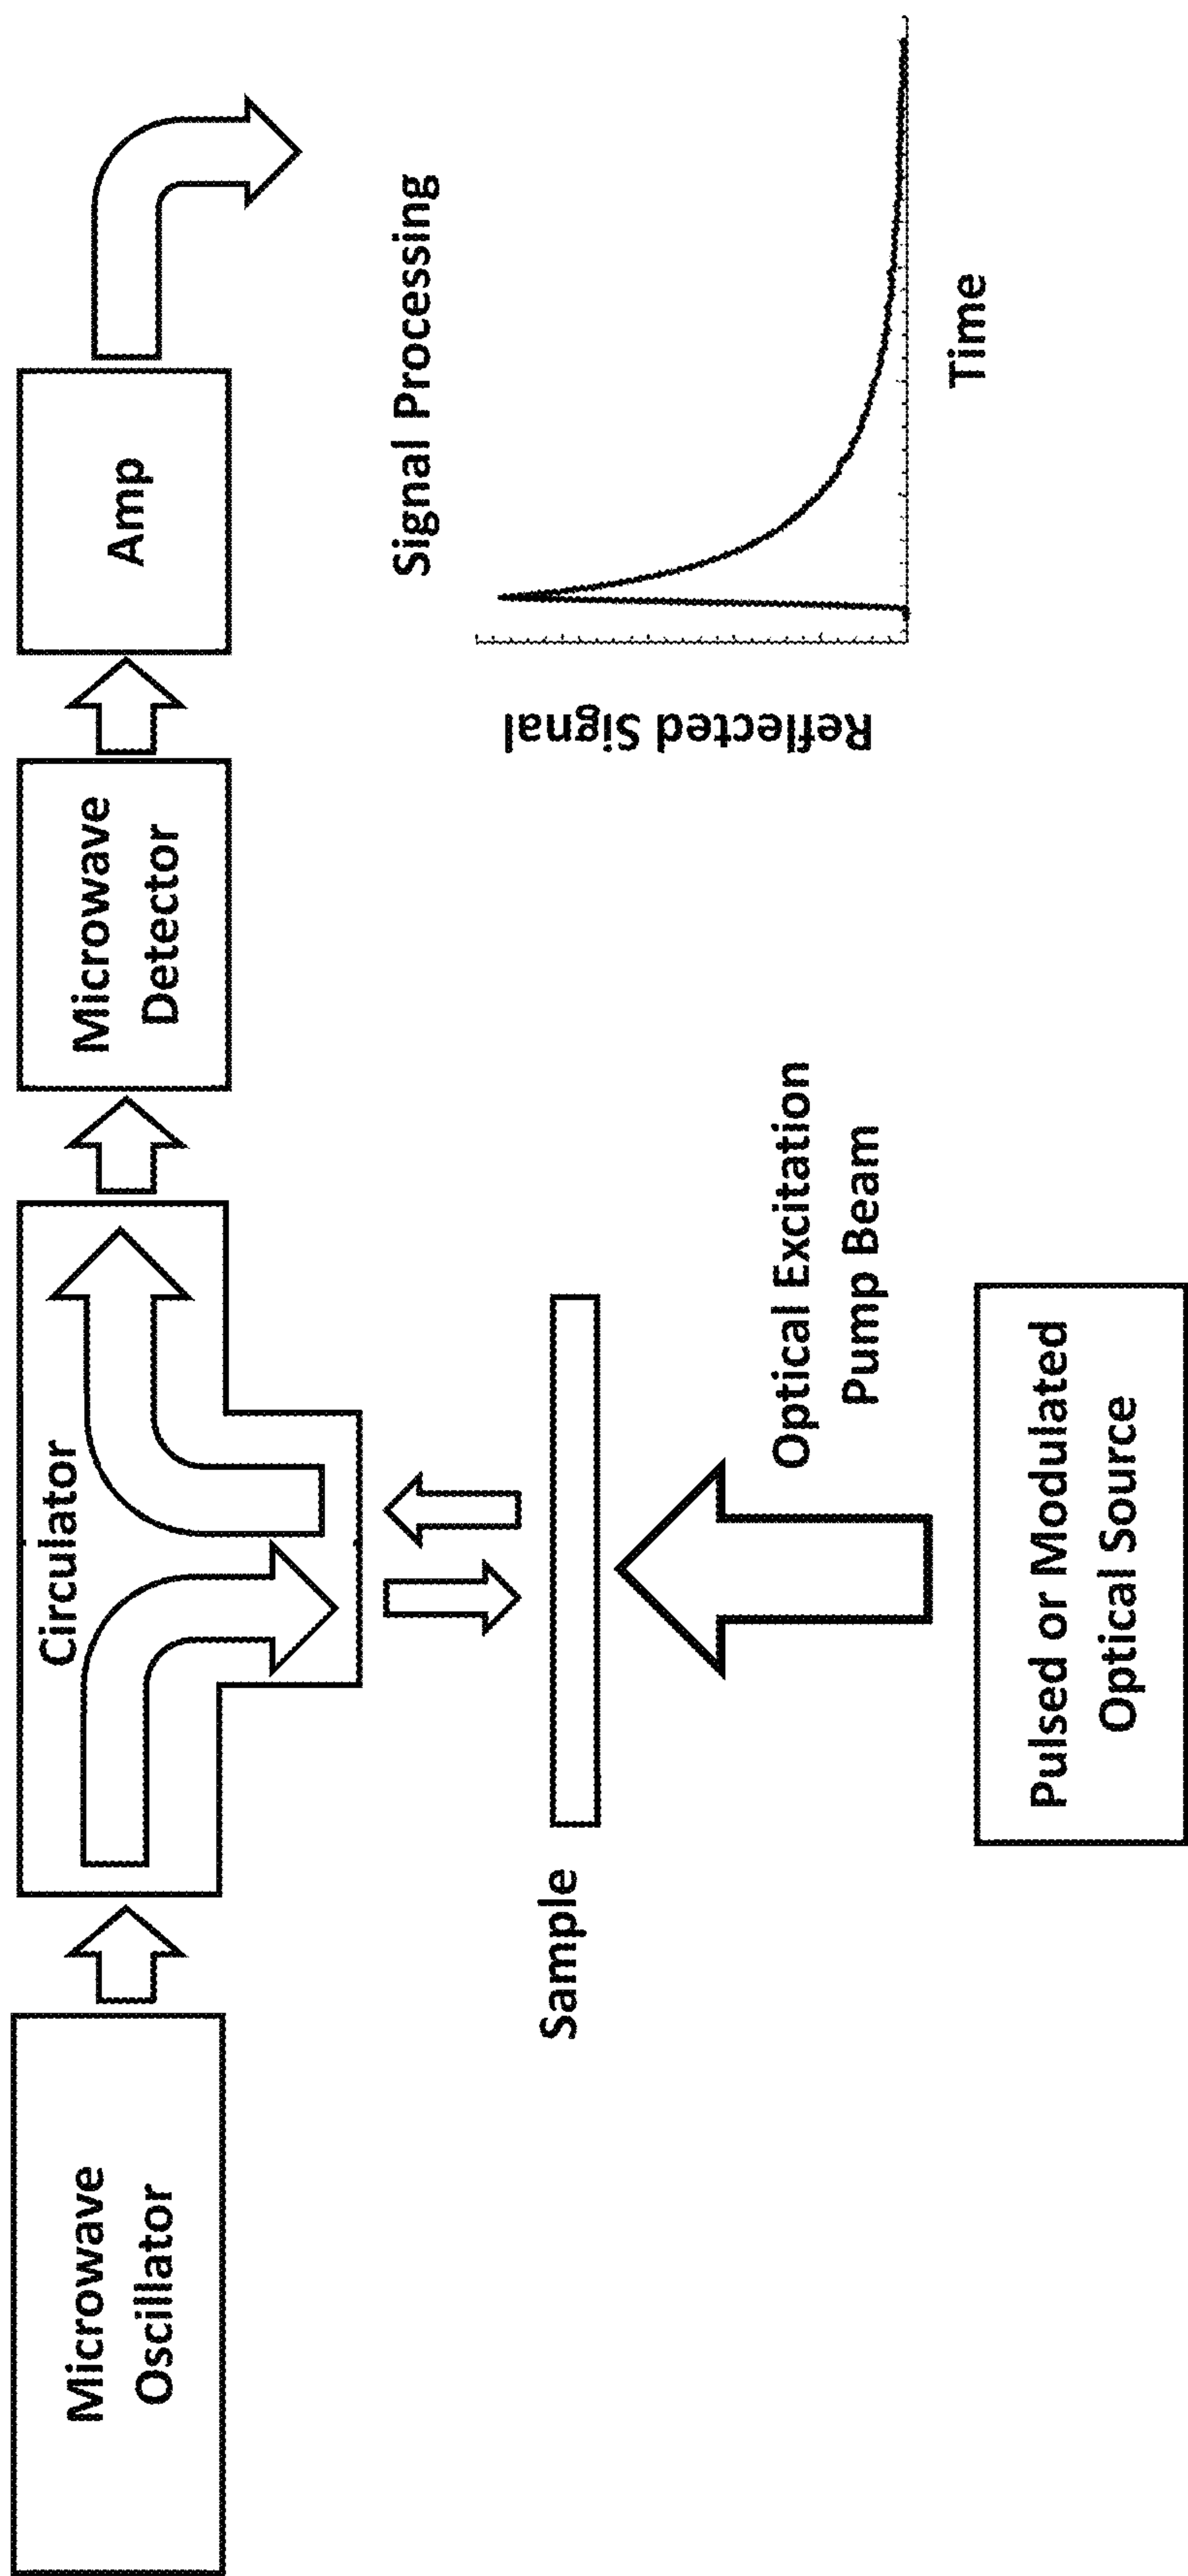 Microwave
Oscillator
Circulator
Microwave
Detector
Amp
Sample
Optical Excitation
Pump Beam
Pulsed or Modulated
Optical Source
Signal Processing
Reflected Signal
Time